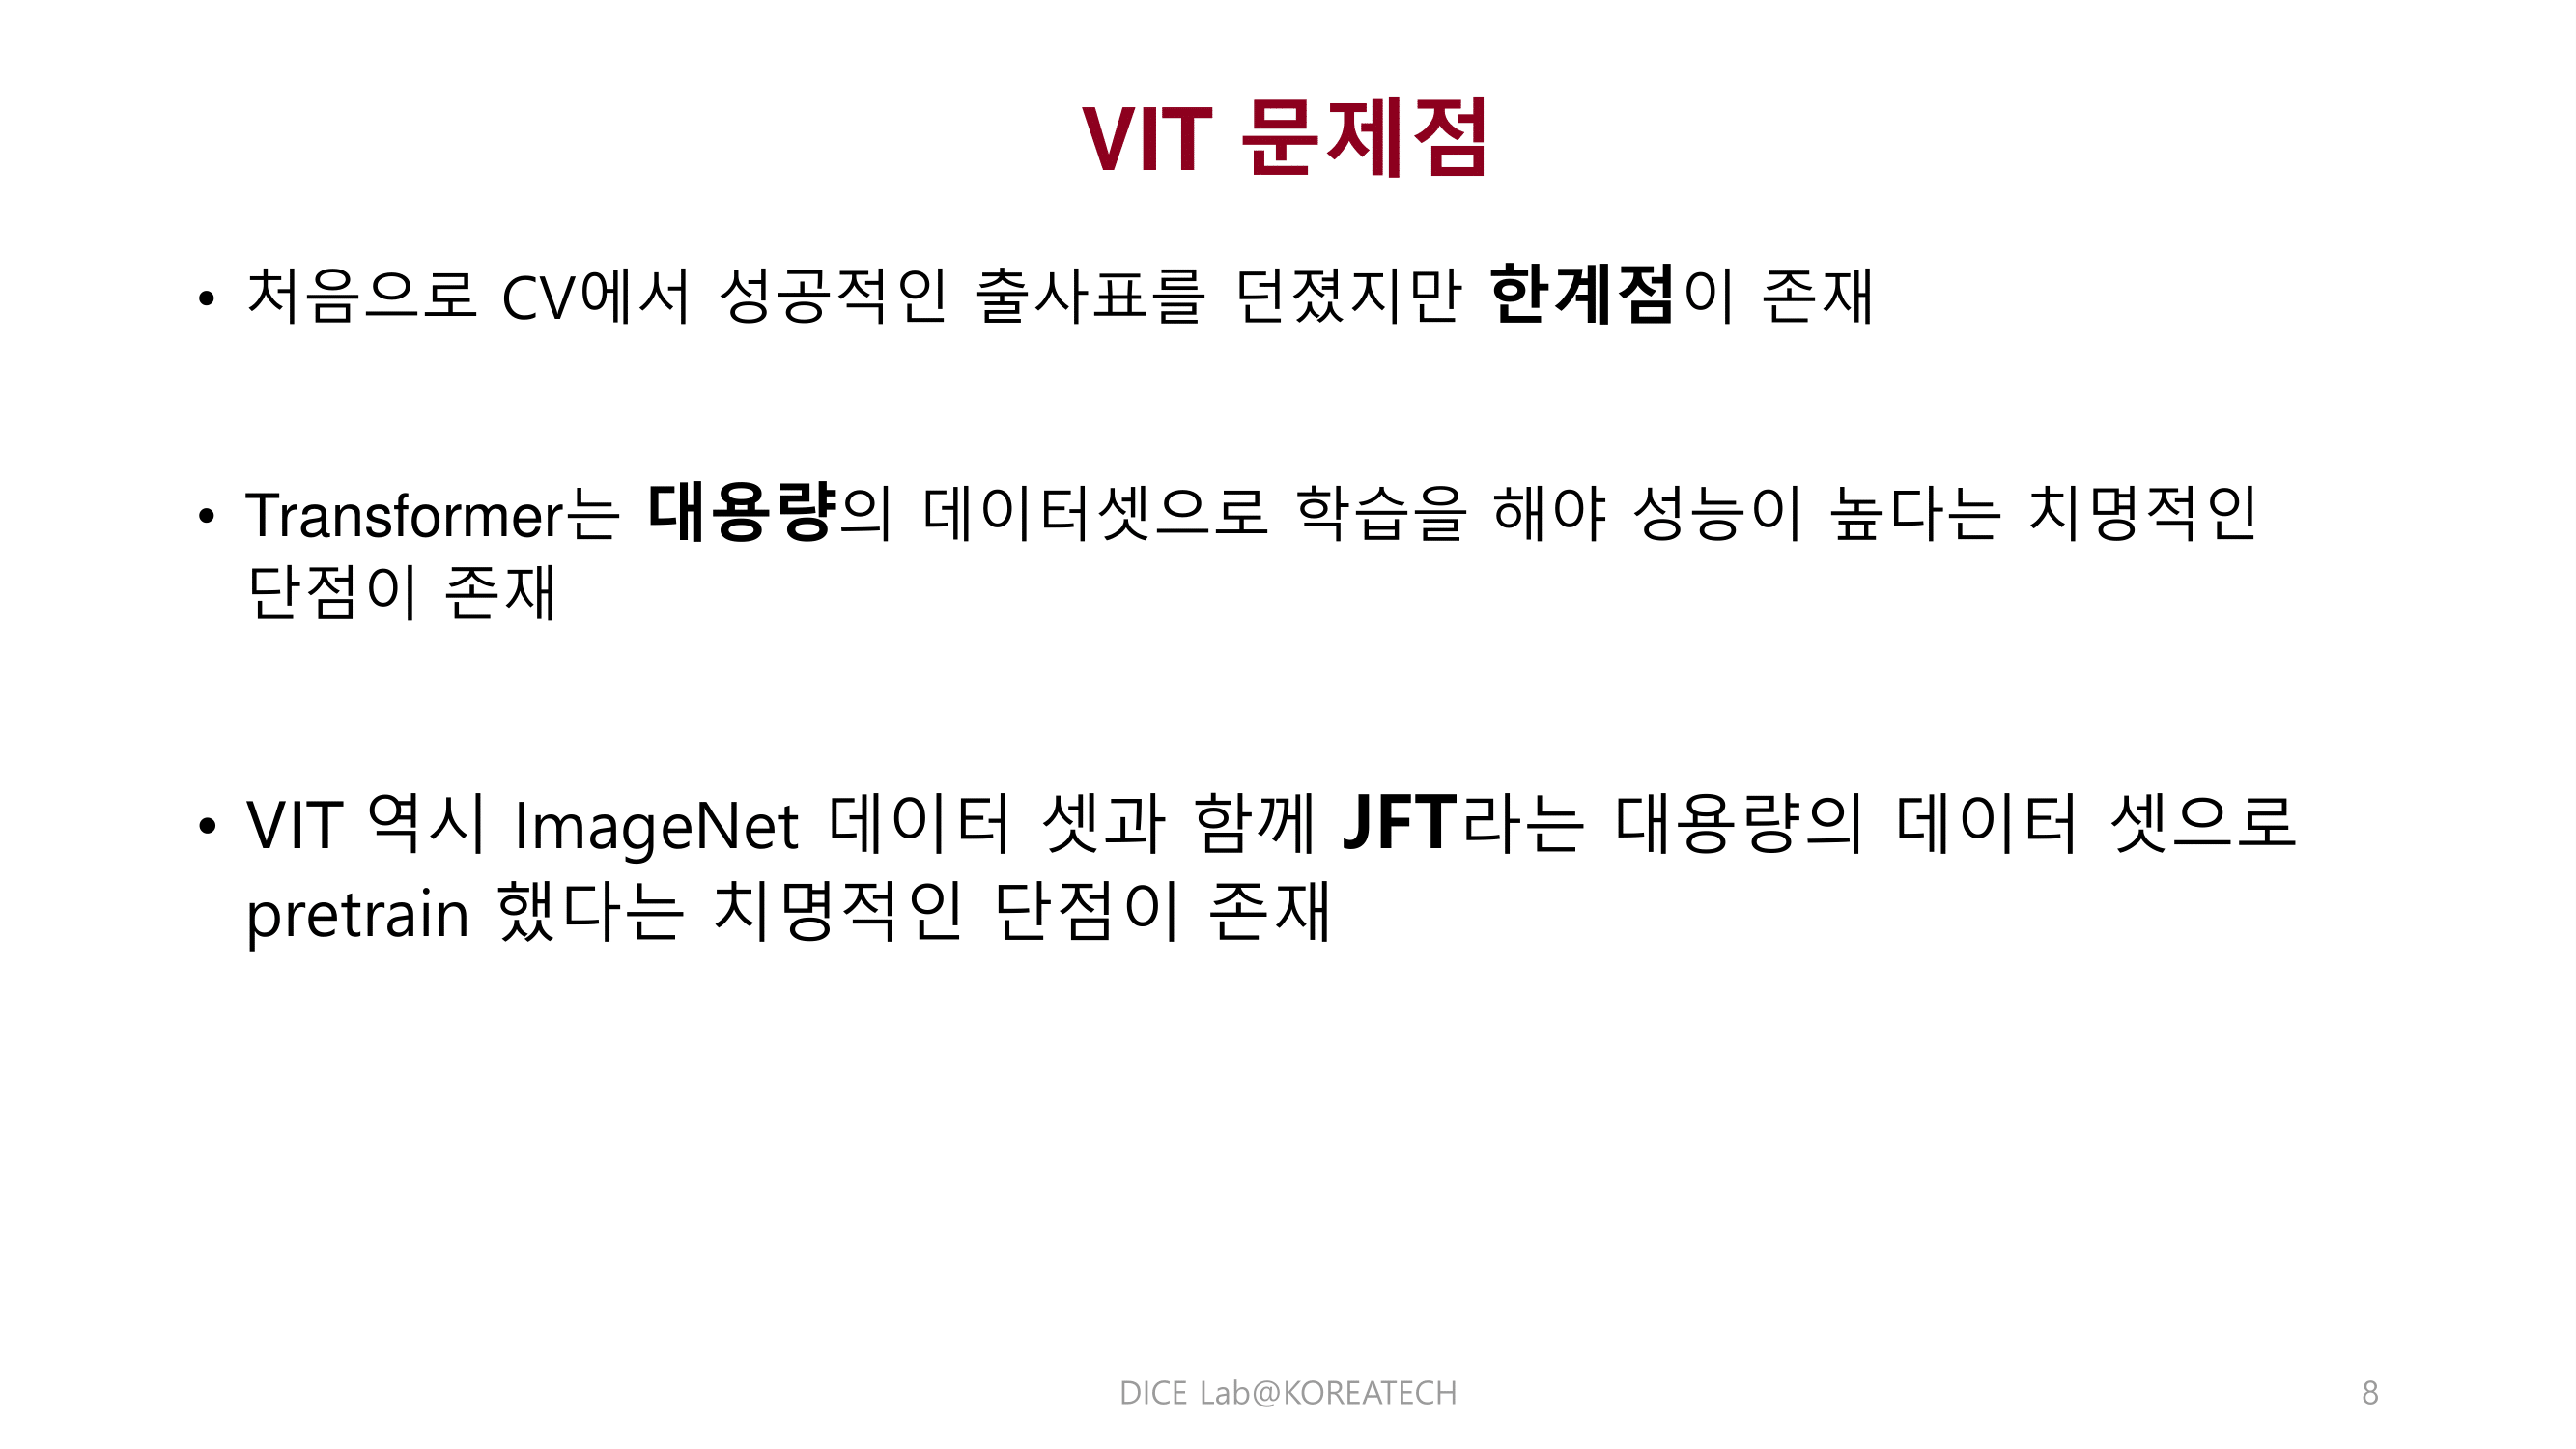 VIT 문제점
• 처음으로 CV에서 성공적인 출사표를 던졌지만 한계점이 존재
• Transformer는 대용량의 데이터셋으로 학습을 해야 성능이 높다는 치명적인
단점이 존재
• VIT 역시 ImageNet 데이터 셋과 함께 JFT라는 대용량의 데이터 셋으로
pretrain 했다는 치명적인 단점이 존재
DICE Lab@KOREATECH
8